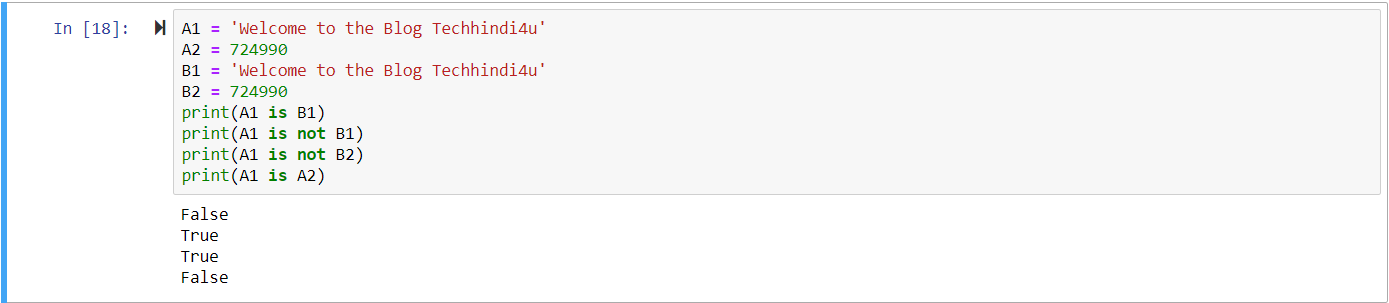 In [18]: A1 = 'Welcome to the Blog Techhindi4u'
A2 = 724990
B1 = 'Welcome to the Blog Techhindi4u'
B2 = 724990
print(A1 is B1)
print(A1 is not B1)
print(A1 is not B2)
print(A1 is A2)
False
True
True
False